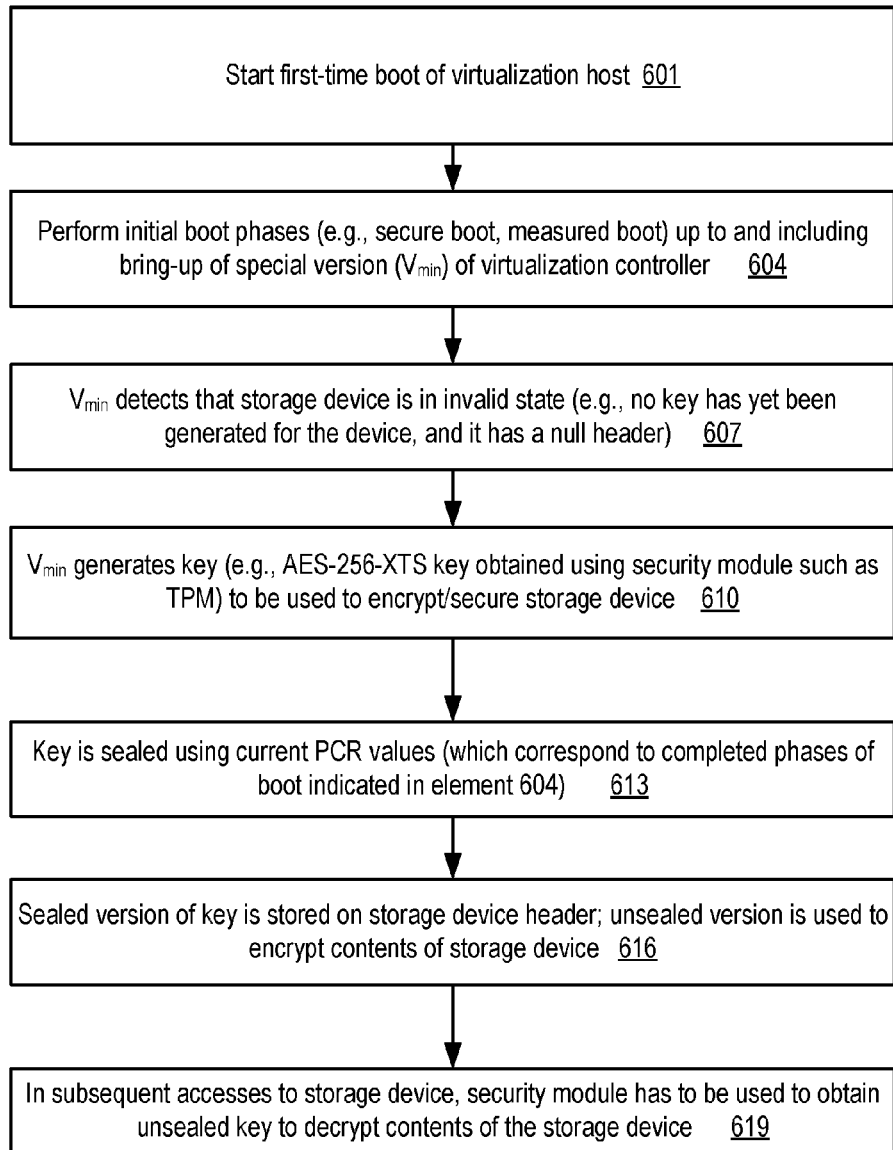 Start first-time boot of virtualization host 601
Perform initial boot phases (e.g., secure boot, measured boot) up to and including
bring-up of special version (Vmin) of virtualization controller 604
Vmin detects that storage device is in invalid state (e.g., no key has yet been
generated for the device, and it has a null header) 607
Vmin generates key (e.g., AES-256-XTS key obtained using security module such as
TPM) to be used to encrypt/secure storage device 610
Key is sealed using current PCR values (which correspond to completed phases of
boot indicated in element 604) 613
Sealed version of key is stored on storage device header; unsealed version is used to
encrypt contents of storage device 616
In subsequent accesses to storage device, security module has to be used to obtain
unsealed key to decrypt contents of the storage device 619